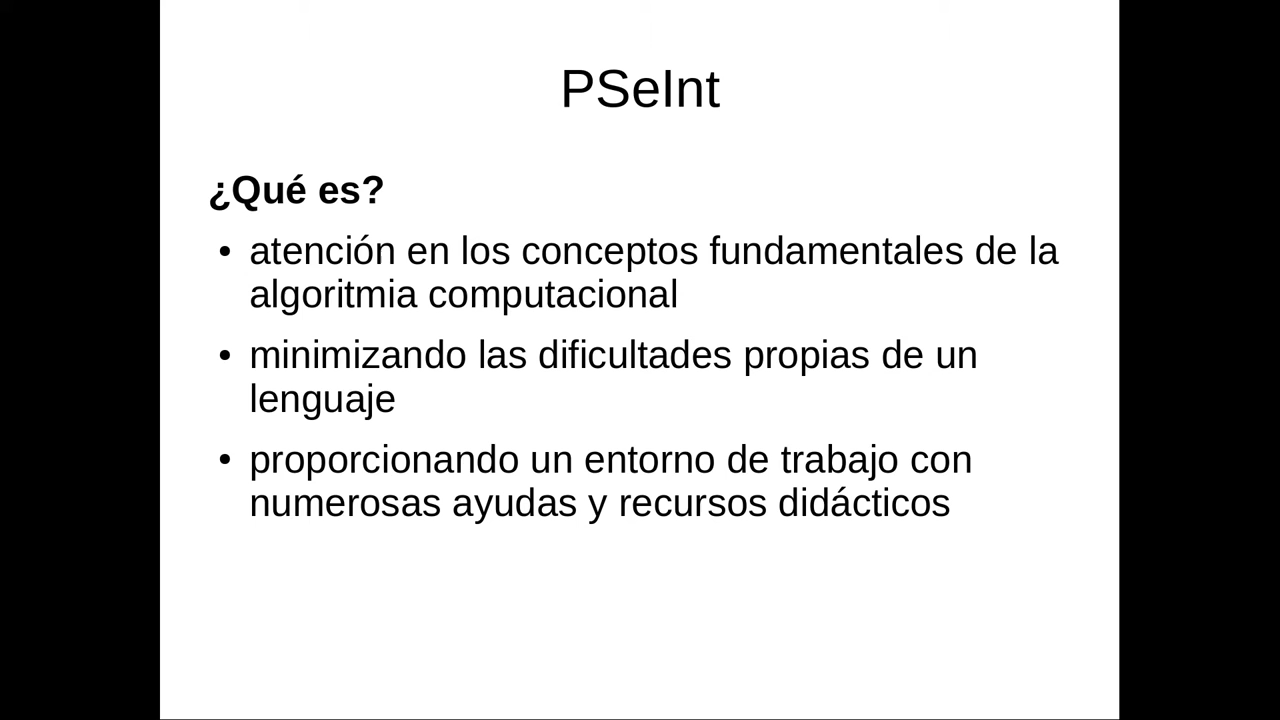 PSeInt
¿Qué es?
• atención en los conceptos fundamentales de la
algoritmia computacional
• minimizando las dificultades propias de un
lenguaje
• proporcionando un entorno de trabajo con
numerosas ayudas y recursos didácticos